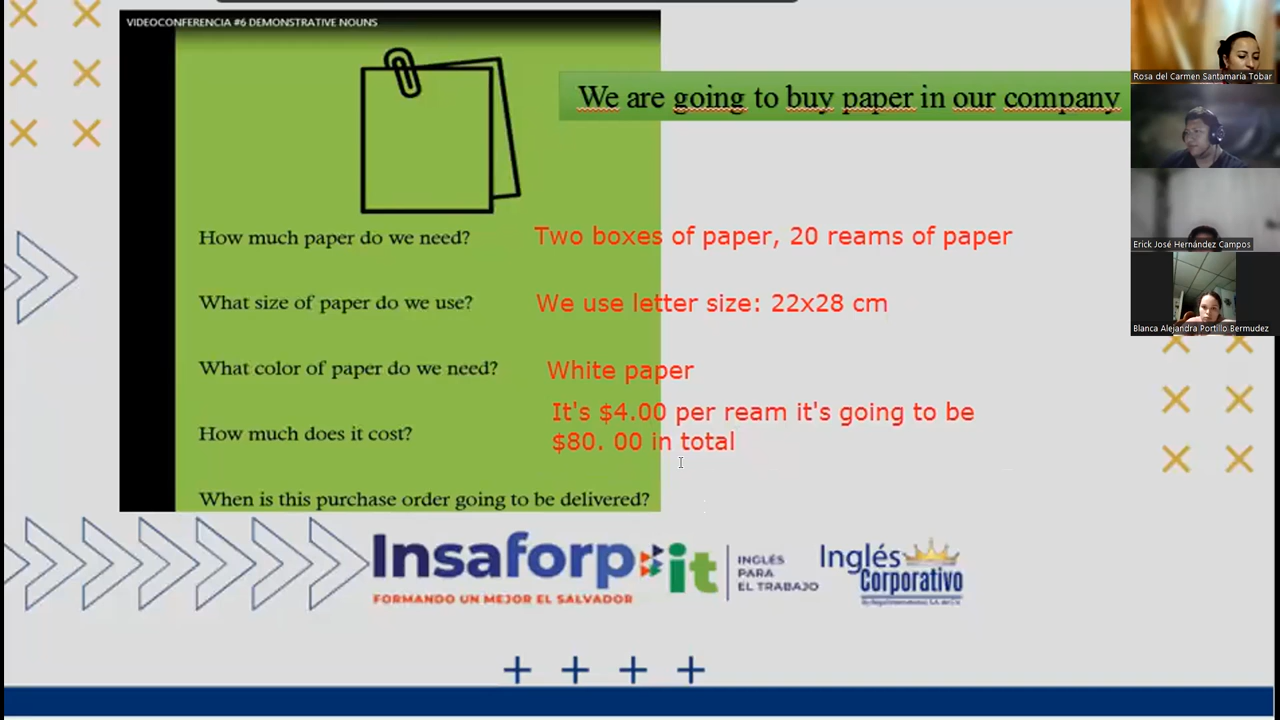 VIDEOCONFERENCIA #6 DEMONSTRATIVE NOUNS
We are going to buy paper in our company
How much paper do we need?
Two boxes of paper, 20 reams of paper
What size of paper do we use?
We use letter size: 22x28 cm
What color of paper do we need?
White paper
How much does it cost?
It's $4.00 per ream it's going to be
$80. 00 in total
When is this purchase order going to be delivered?
Insaforp
FORMANDO UN MEJOR EL SALVADOR
it
INGLÉS
PARA
EL TRABAJO
Inglés
Corporativo
Rosa del Carmen Santamaría Tobar
Erick José Hernández Campos
Blanca Alejandra Portillo Bermudez